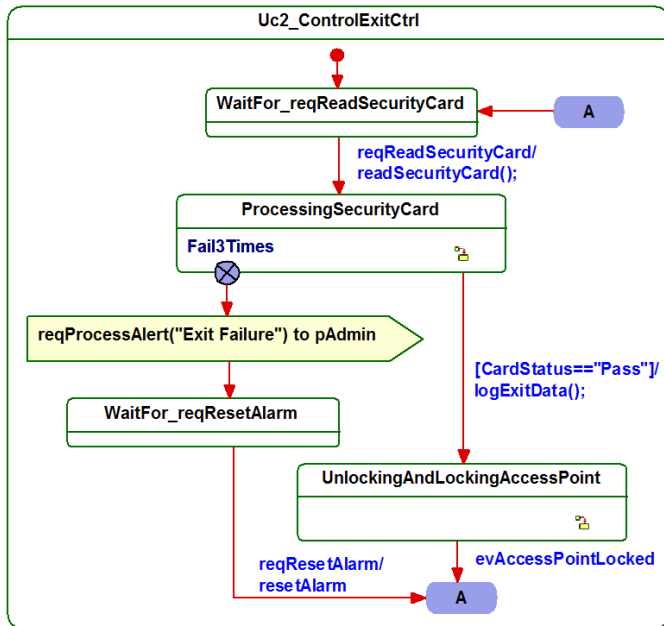 Uc2_ControlExitCtrl
WaitFor_reqReadSecurityCard
A
reqReadSecurityCard/
readSecurityCard();
ProcessingSecurityCard
Fail3Times
reqProcessAlert("Exit Failure") to pAdmin
[CardStatus=="Pass"]/
logExitData();
WaitFor_reqResetAlarm
UnlockingAndLockingAccessPoint
reqResetAlarm/
resetAlarm
evAccessPointLocked
A